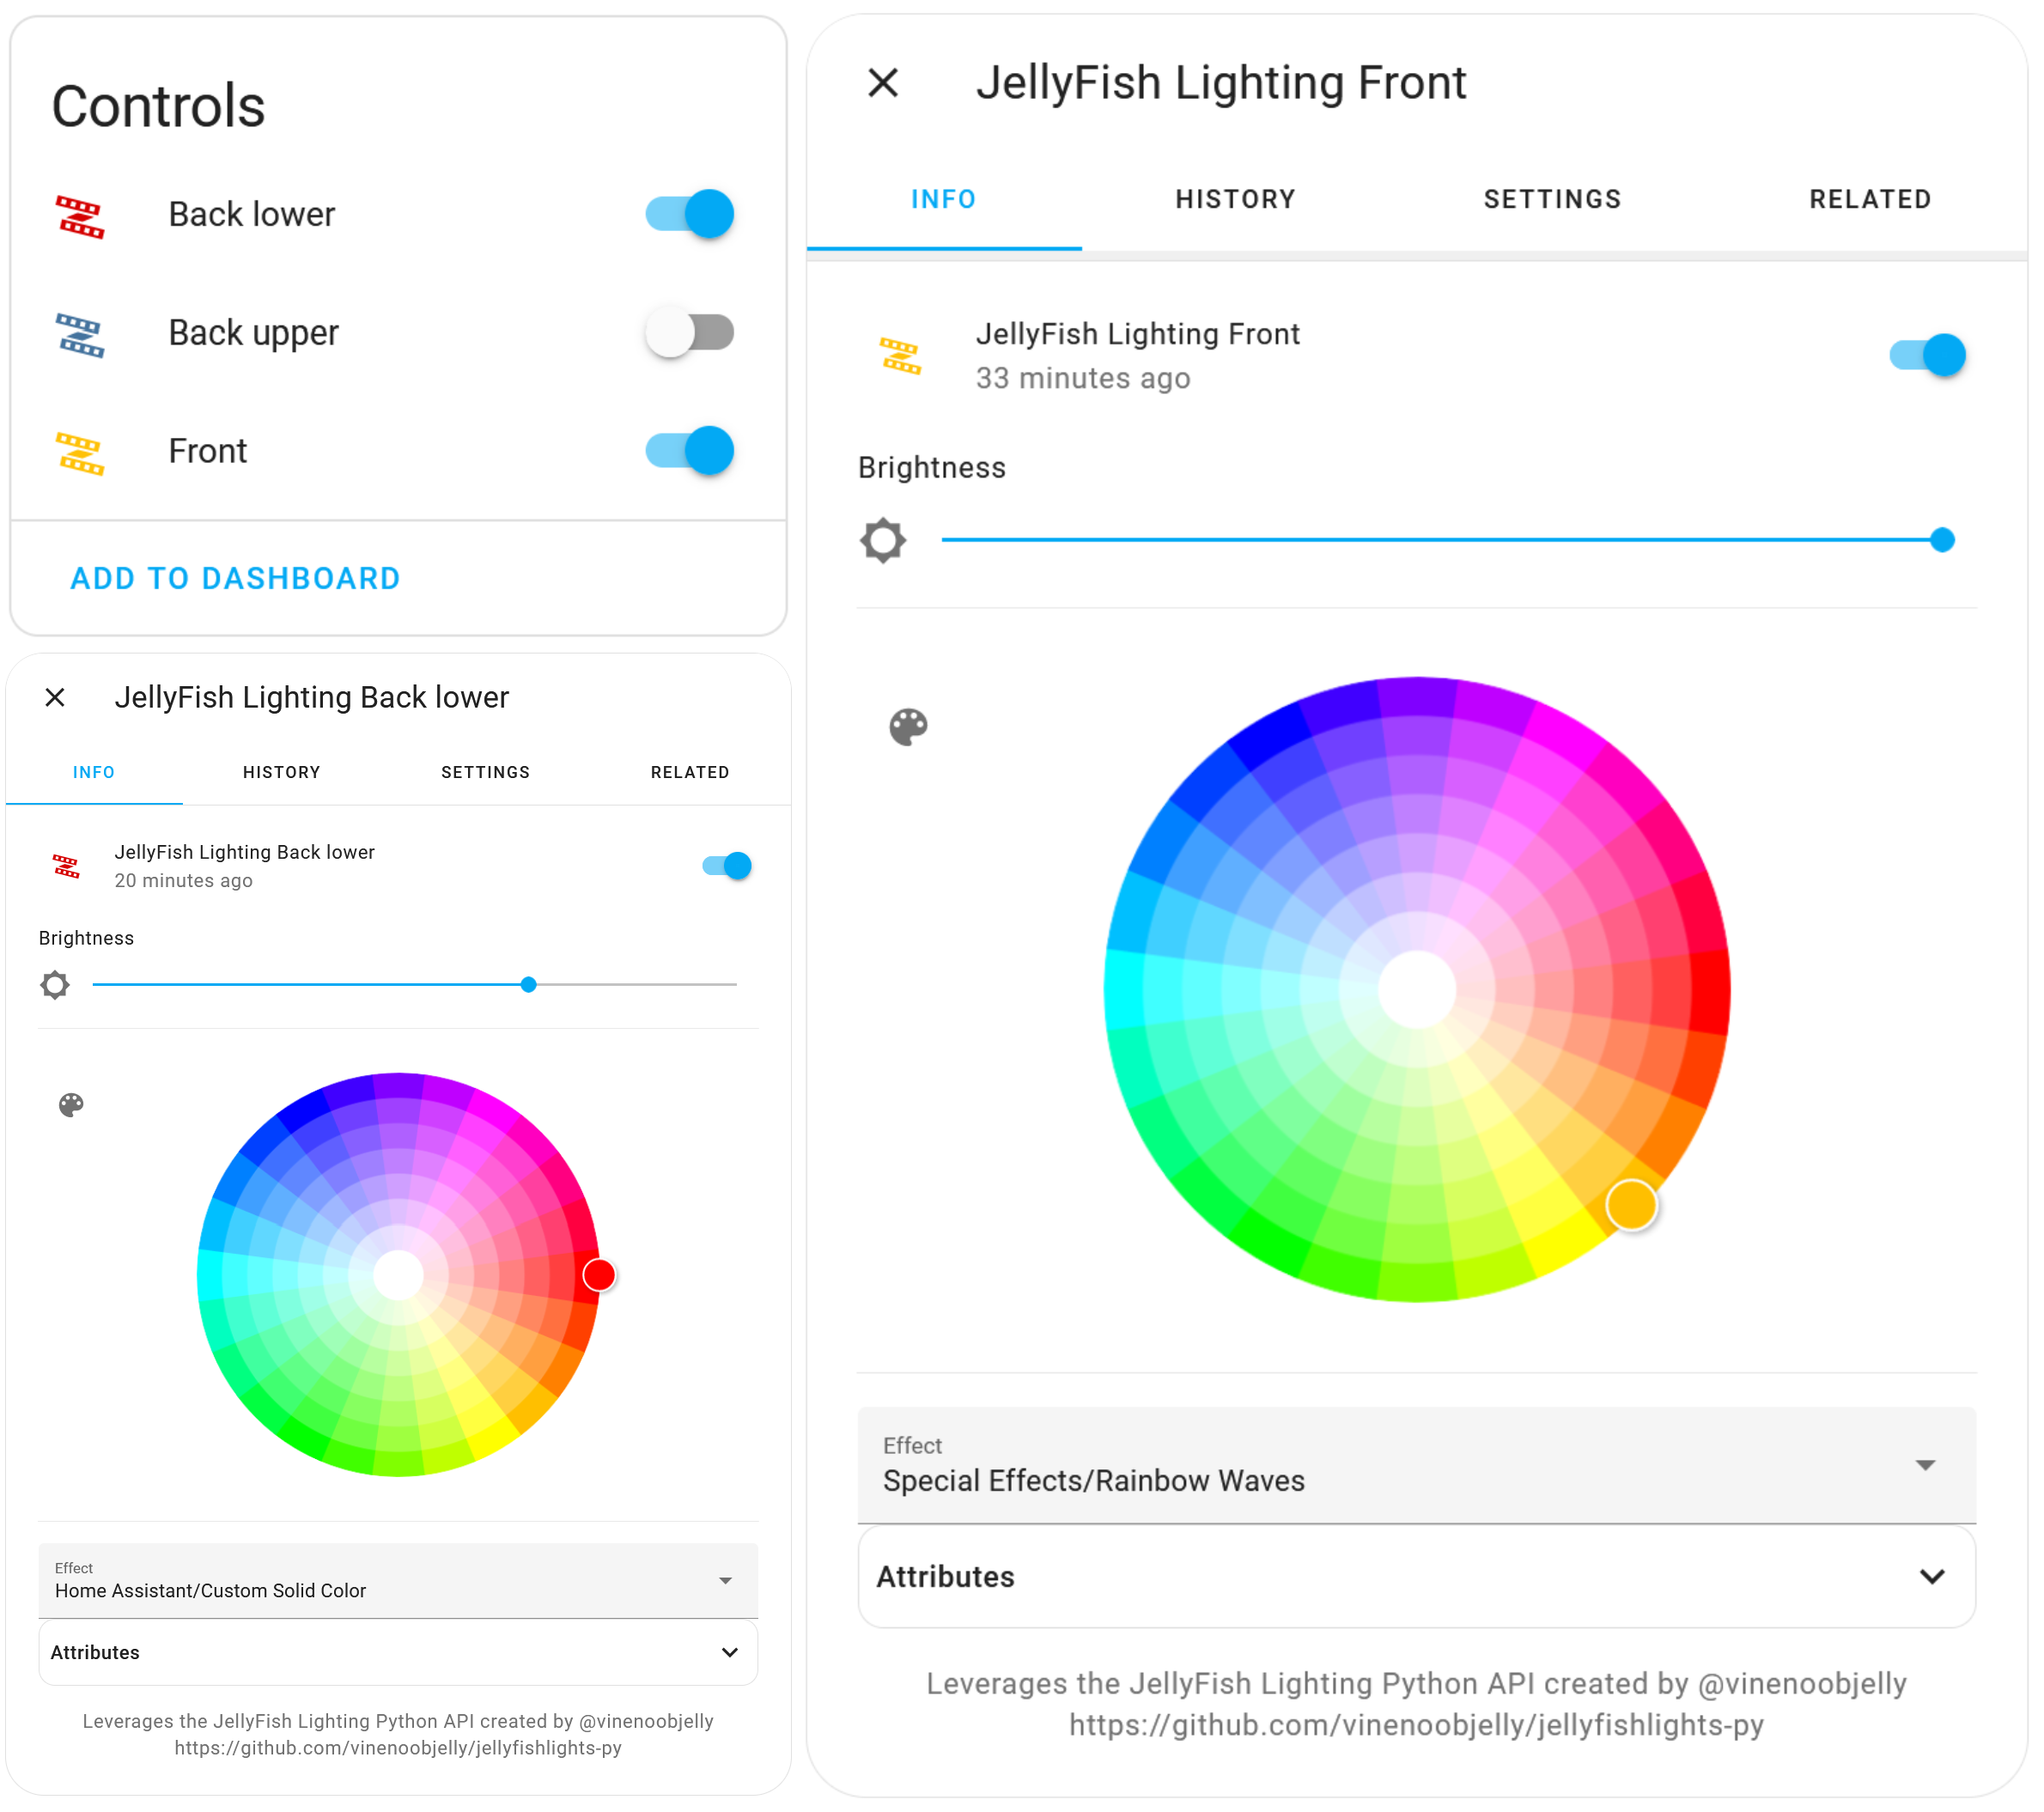 Controls
Back lower
Back upper
Front
ADD TO DASHBOARD
JellyFish Lighting Back lower
INFO HISTORY SETTINGS RELATED
JellyFish Lighting Back lower
20 minutes ago
Brightness
Effect
Home Assistant/Custom Solid Color
Attributes
Leverages the JellyFish Lighting Python API created by @vinenoobjelly
https://github.com/vinenoobjelly/jellyfishlights-py
JellyFish Lighting Front
INFO HISTORY SETTINGS RELATED
JellyFish Lighting Front
33 minutes ago
Brightness
Effect
Special Effects/Rainbow Waves
Attributes
Leverages the JellyFish Lighting Python API created by @vinenoobjelly
https://github.com/vinenoobjelly/jellyfishlights-py